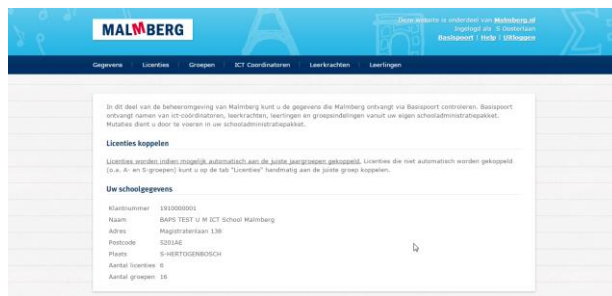 MALMBERG
Deze website is onderdeel van Malmberg.nl
Ingelogd als S Oosterlaan
Basispoort | Help | Uitloggen
Gegevens Licenties Groepen ICT Coordinatoren Leerkrachten Leerlingen
In dit deel van de beheeromgeving van Malmberg kunt u de gegevens die Malmberg ontvangt via Basispoort controleren. Basispoort
ontvangt namen van ict-coördinatoren, leerkrachten, leerlingen en groepsindelingen vanuit uw eigen schooladministratiepakket.
Mutaties dient u door te voeren in uw schooladministratiepakket.
Licenties koppelen
Licenties worden indien mogelijk automatisch aan de juiste jaargroepen gekoppeld. Licenties die niet automatisch worden gekoppeld
(o.a. A- en S-groepen) kunt u op de tab "Licenties" handmatig aan de juiste groep koppelen.
Uw schoolgegevens
Klantnummer 1910000001
Naam BAPS TEST U M ICT School Malmberg
Adres Magistratenlaan 138
Postcode 5201AE
Plaats S-HERTOGENBOSCH
Aantal licenties 6
Aantal groepen 16